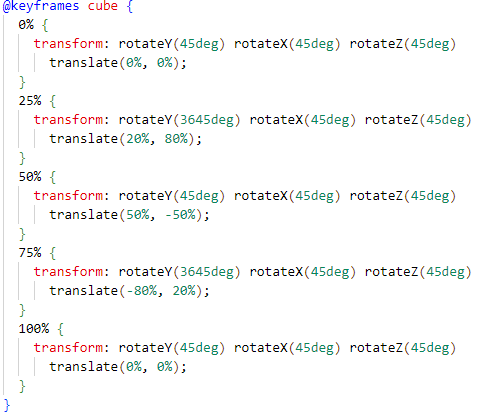 @keyframes cube {
0% {
transform: rotateY(45deg) rotateX(45deg) rotateZ(45deg)
translate(0%, 0%);
}
25% {
transform: rotateY(3645deg) rotateX(45deg) rotateZ(45deg)
translate(20%, 80%);
}
50% {
transform: rotateY(45deg) rotateX(45deg) rotateZ(45deg)
translate(50%, -50%);
}
75% {
transform: rotateY(3645deg) rotateX(45deg) rotateZ(45deg)
translate(-80%, 20%);
}
100% {
transform: rotateY(45deg) rotateX(45deg) rotateZ(45deg)
translate(0%, 0%);
}
}